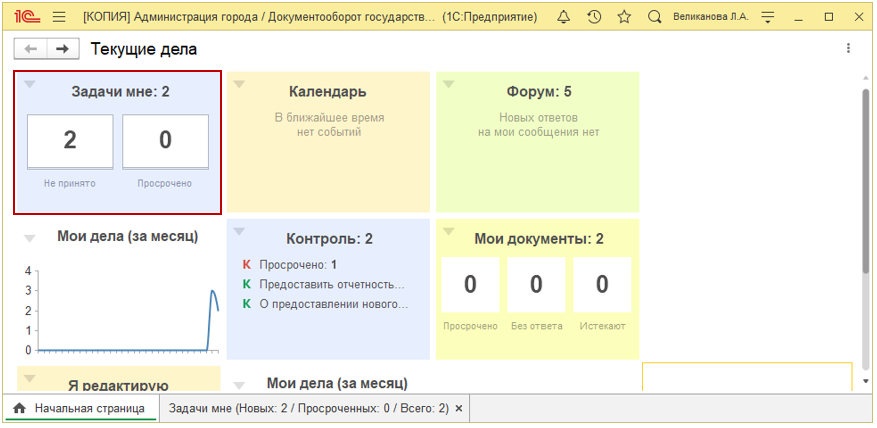 1С [КОПИЯ] Администрация города / Документооборот государств... (1С:Предприятие) Великанова Л.А.
Текущие дела
Задачи мне: 2
2 0
Не принято Просрочено
Календарь
В ближайшее время
нет событий
Форум: 5
Новых ответов
на мои сообщения нет
Мои дела (за месяц)
4
3
2
1
0
Контроль: 2
К Просрочено: 1
К Предоставить отчетность...
К О предоставлении нового...
Мои документы: 2
0 0 0
Просрочено Без ответа Истекают
Я редактирую
Мои дела (за месяц)
Начальная страница
Задачи мне (Новых: 2 / Просроченных: 0 / Всего: 2) ×